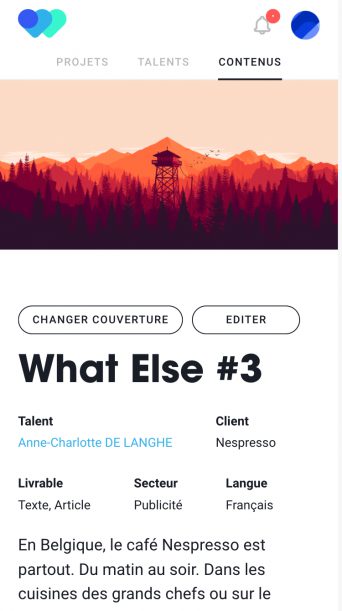 PROJETS TALENTS CONTENUS
CHANGER COUVERTURE EDITER
What Else #3
Talent Client
Anne-Charlotte DE LANGHE Nespresso
Livrable Secteur Langue
Texte, Article Publicité Français
En Belgique, le café Nespresso est
partout. Du matin au soir. Dans les
cuisines des grands chefs ou sur le